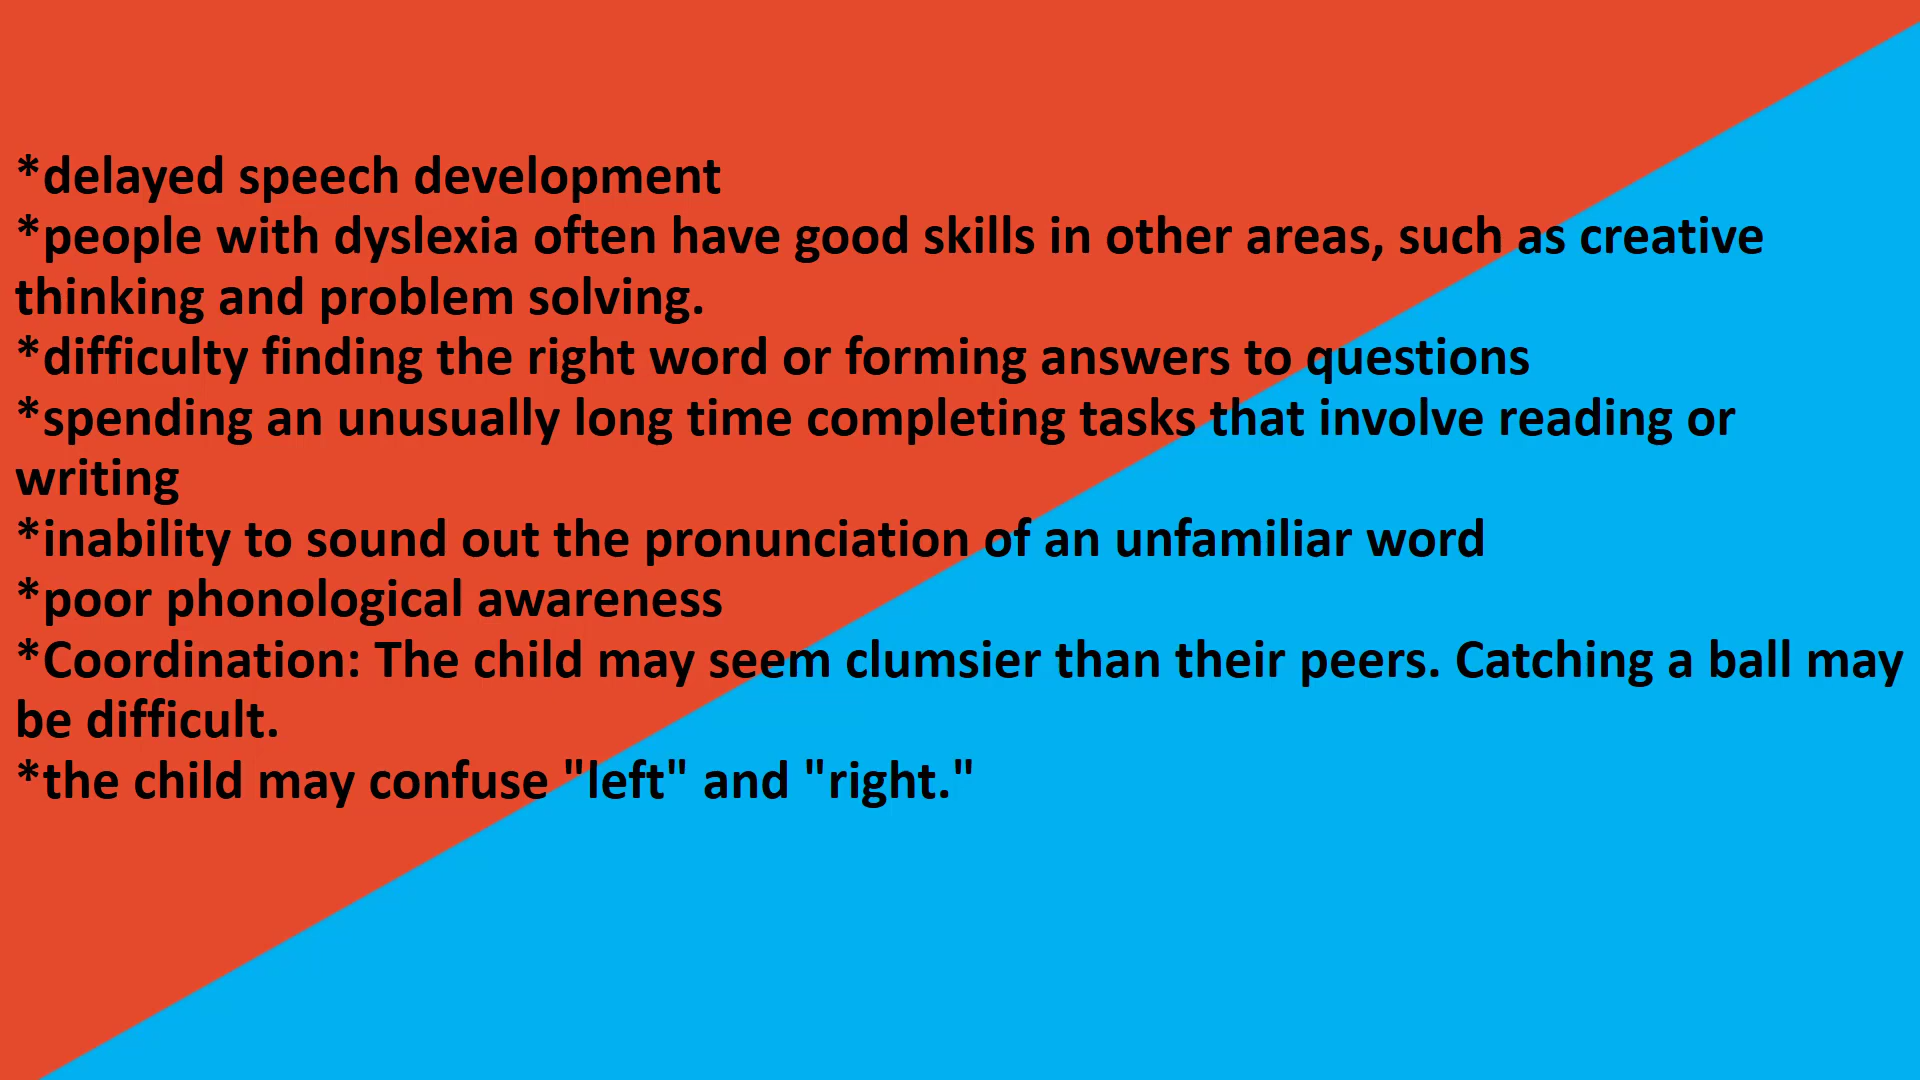 *delayed speech development
*people with dyslexia often have good skills in other areas, such as creative
thinking and problem solving.
*difficulty finding the right word or forming answers to questions
*spending an unusually long time completing tasks that involve reading or
writing
*inability to sound out the pronunciation of an unfamiliar word
*poor phonological awareness
*Coordination: The child may seem clumsier than their peers. Catching a ball may
be difficult.
*the child may confuse "left" and "right."